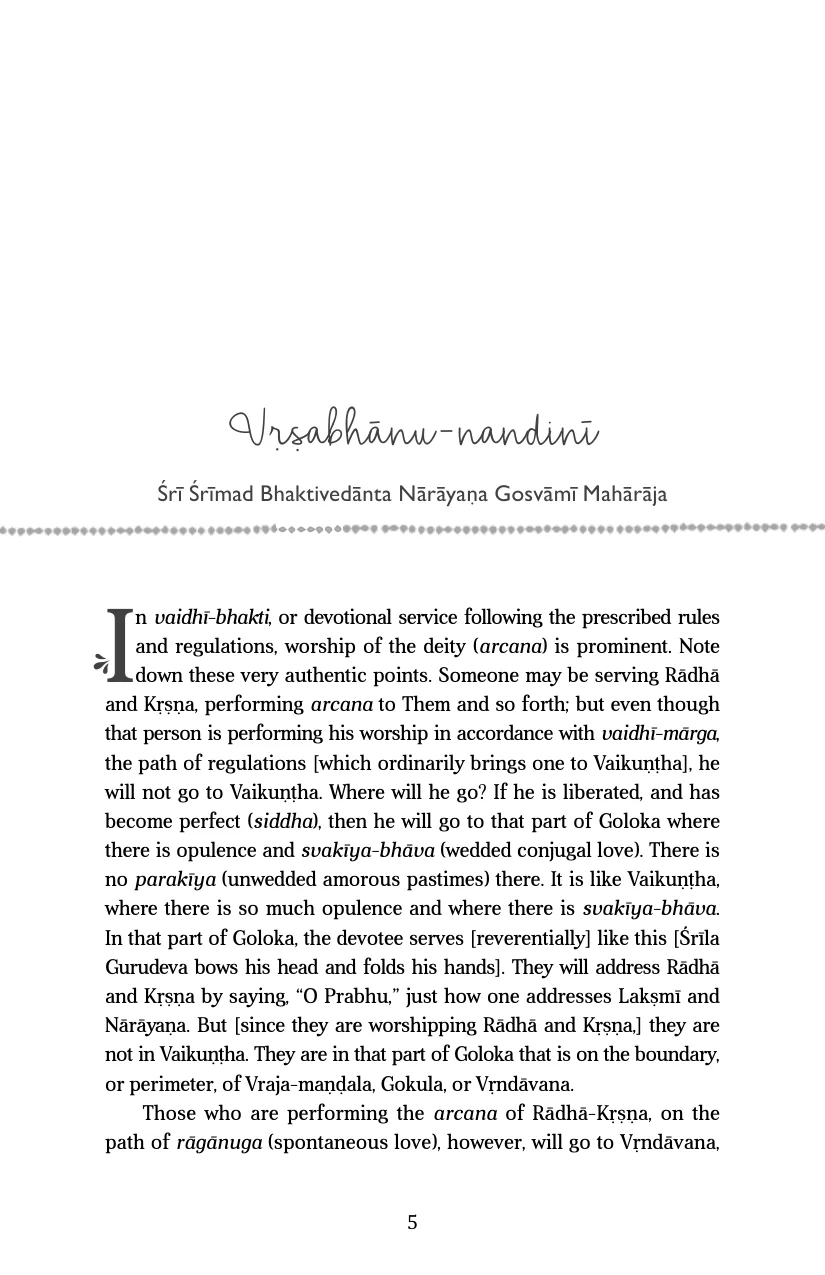 Vṛṣabhānu-nandinī
Śrī Śrīmad Bhaktivedānta Nārāyaṇa Gosvāmī Mahārāja
In vaidhī-bhakti, or devotional service following the prescribed rules
and regulations, worship of the deity (arcana) is prominent. Note
down these very authentic points. Someone may be serving Rādhā
and Kṛṣṇa, performing arcana to Them and so forth; but even though
that person is performing his worship in accordance with vaidhī-mārga,
the path of regulations [which ordinarily brings one to Vaikuṇṭha], he
will not go to Vaikuṇṭha. Where will he go? If he is liberated, and has
become perfect (siddha), then he will go to that part of Goloka where
there is opulence and svakīya-bhāva (wedded conjugal love). There is
no parakīya (unwedded amorous pastimes) there. It is like Vaikuṇṭha,
where there is so much opulence and where there is svakīya-bhāva.
In that part of Goloka, the devotee serves [reverentially] like this [Śrīla
Gurudeva bows his head and folds his hands]. They will address Rādhā
and Kṛṣṇa by saying, “O Prabhu,” just how one addresses Lakṣmī and
Nārāyaṇa. But [since they are worshipping Rādhā and Kṛṣṇa,] they are
not in Vaikuṇṭha. They are in that part of Goloka that is on the boundary,
or perimeter, of Vraja-maṇḍala, Gokula, or Vṛndāvana.
Those who are performing the arcana of Rādhā-Kṛṣṇa, on the
path of rāgānuga (spontaneous love), however, will go to Vṛndāvana,
5